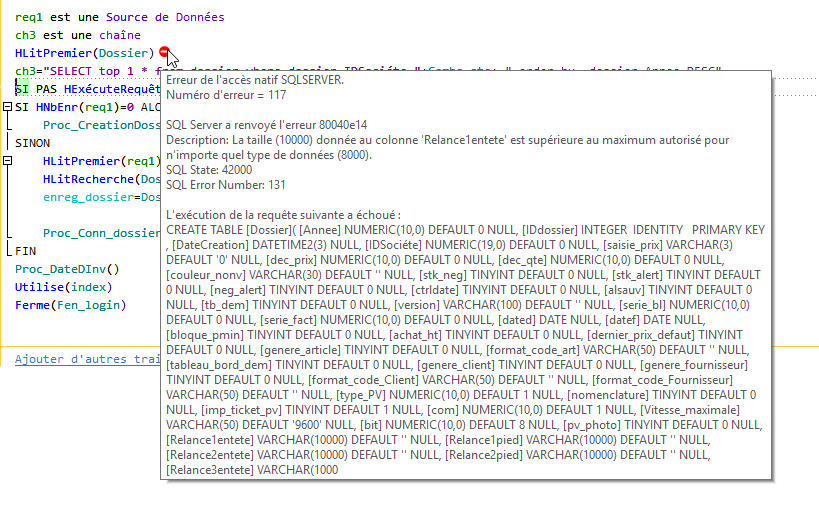 req1 est une Source de Données
ch3 est une chaîne
HLitPremier(Dossier)
ch3="SELECT top 1 * from dossier where dossier.IDSociéte="+Combo_ste+" order by dossier.Annee DESC"
SI PAS HExécuteRequêt
SI HNbEnr(req1)=0 ALO
Proc_CreationDoss
SINON
HLitPremier(req1)
HLitRecherche(Dos
enreg_dossier=Dos
Proc_Conn_dossier
FIN
Proc_DateDInv()
Utilise(index)
Ferme(Fen_login)
Ajouter d'autres trai
Erreur de l'accès natif SQLSERVER.
Numéro d'erreur = 117
SQL Server a renvoyé l'erreur 80040e14
Description: La taille (10000) donnée au colonne 'Relance1entete' est supérieure au maximum autorisé pour
n'importe quel type de données (8000).
SQL State: 42000
SQL Error Number: 131
L'exécution de la requête suivante a échoué :
CREATE TABLE [Dossier]( [Annee] NUMERIC(10,0) DEFAULT 0 NULL, [IDdossier] INTEGER IDENTITY PRIMARY KEY
, [DateCreation] DATETIME2(3) NULL, [IDSociéte] NUMERIC(19,0) DEFAULT 0 NULL, [saisie_prix] VARCHAR(3)
DEFAULT '0' NULL, [dec_prix] NUMERIC(10,0) DEFAULT 0 NULL, [dec_qte] NUMERIC(10,0) DEFAULT 0 NULL,
[couleur_nonv] VARCHAR(30) DEFAULT '' NULL, [stk_neg] TINYINT DEFAULT 0 NULL, [stk_alert] TINYINT DEFAULT
0 NULL, [neg_alert] TINYINT DEFAULT 0 NULL, [ctrldate] TINYINT DEFAULT 0 NULL, [alsauv] TINYINT DEFAULT 0
NULL, [tb_dem] TINYINT DEFAULT 0 NULL, [version] VARCHAR(100) DEFAULT '' NULL, [serie_bl] NUMERIC(10,0)
DEFAULT 0 NULL, [serie_fact] NUMERIC(10,0) DEFAULT 0 NULL, [dated] DATE NULL, [datef] DATE NULL,
[bloque_pmin] TINYINT DEFAULT 0 NULL, [achat_ht] TINYINT DEFAULT 0 NULL, [dernier_prix_defaut] TINYINT
DEFAULT 0 NULL, [genere_article] TINYINT DEFAULT 0 NULL, [format_code_art] VARCHAR(50) DEFAULT '' NULL,
[tableau_bord_dem] TINYINT DEFAULT 0 NULL, [genere_client] TINYINT DEFAULT 0 NULL, [genere_fournisseur]
TINYINT DEFAULT 0 NULL, [format_code_Client] VARCHAR(50) DEFAULT '' NULL, [format_code_Fournisseur]
VARCHAR(50) DEFAULT '' NULL, [type_PV] NUMERIC(10,0) DEFAULT 1 NULL, [nomenclature] TINYINT DEFAULT 0
NULL, [imp_ticket_pv] TINYINT DEFAULT 1 NULL, [com] NUMERIC(10,0) DEFAULT 1 NULL, [Vitesse_maximale]
VARCHAR(50) DEFAULT '9600' NULL, [bit] NUMERIC(10,0) DEFAULT 8 NULL, [pv_photo] TINYINT DEFAULT 0 NULL,
[Relance1entete] VARCHAR(10000) DEFAULT '' NULL, [Relance1pied] VARCHAR(10000) DEFAULT '' NULL,
[Relance2entete] VARCHAR(10000) DEFAULT '' NULL, [Relance2pied] VARCHAR(10000) DEFAULT '' NULL,
[Relance3entete] VARCHAR(1000